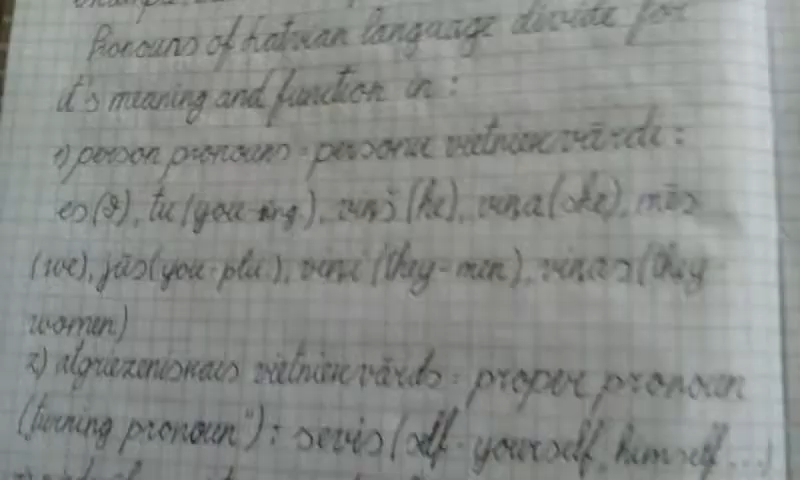 Pronouns of Latvian language divide for
it's meaning and function in:
1) person pronouns - personu vietniekvārdi:
es (I), tu (you - sing.), viņš (he), viņa (she), mēs
(we), jūs (you - plu.), viņi (they - men), viņas (they
women)
2) atgriezeniskais vietniekvārds - proper pronoun
(„turning pronoun"): sevis (self - yourself, himself ...)